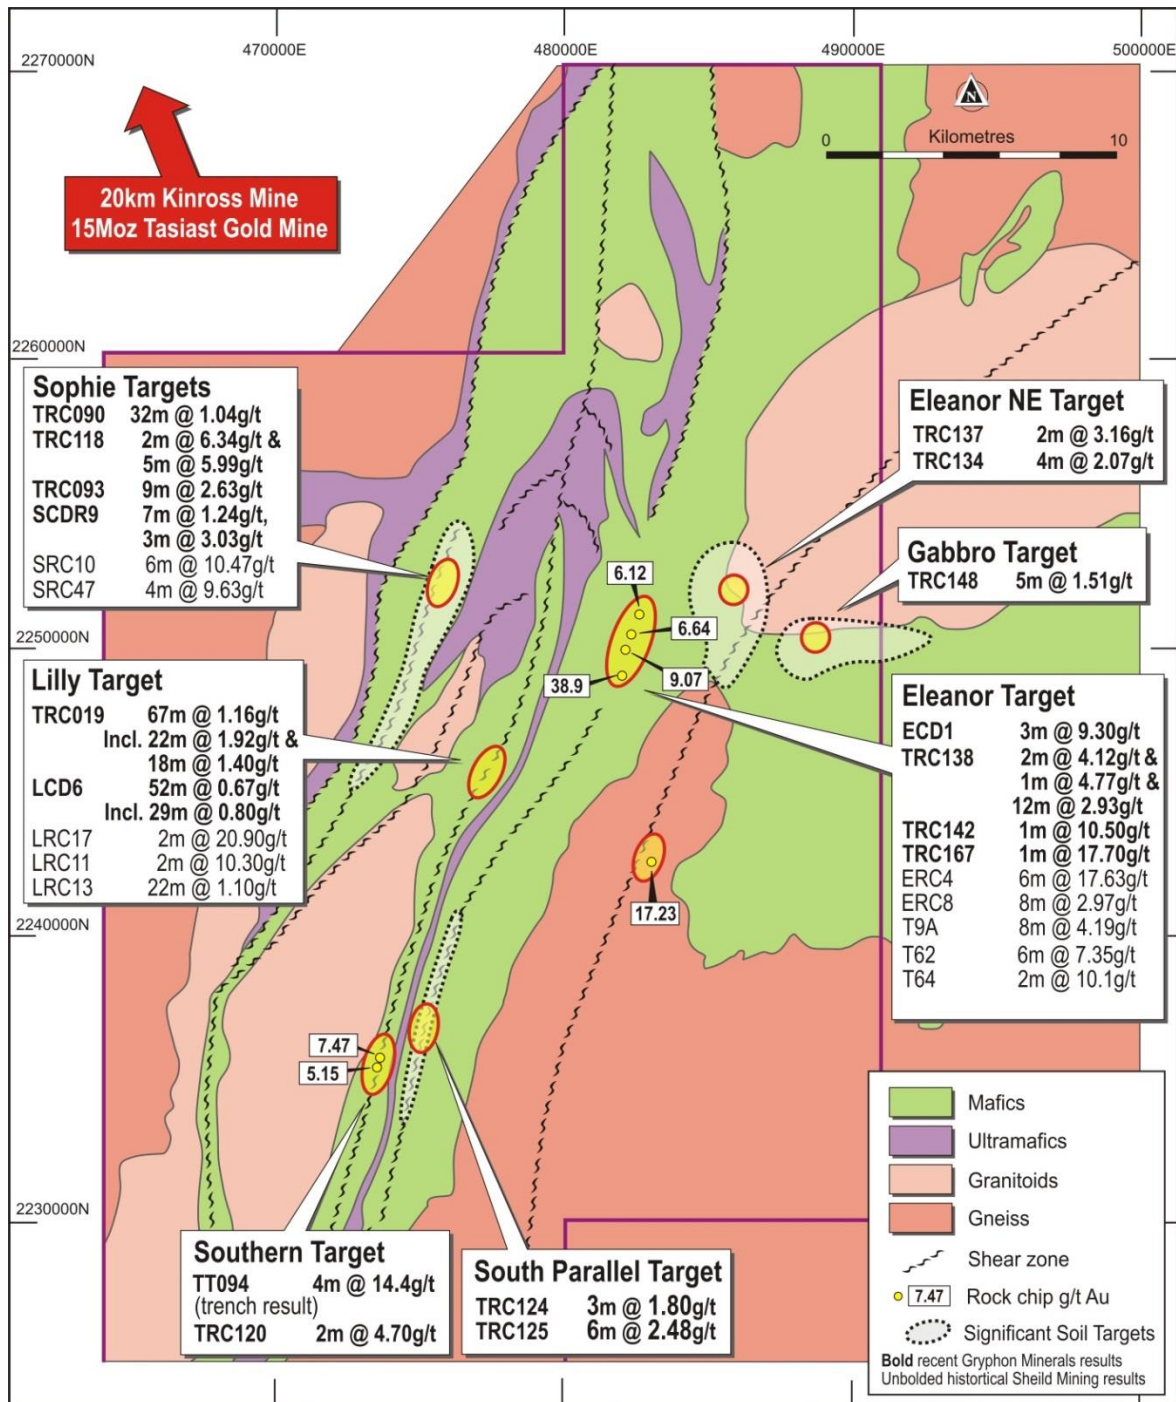 470000E
480000E
490000E
500000E
2270000N
N
Kilometres
0
10
20km Kinross Mine
15Moz Tasiast Gold Mine
2260000N
Sophie Targets
TRC090 32m @ 1.04g/t
TRC118 2m @ 6.34g/t &
5m @ 5.99g/t
TRC093 9m @ 2.63g/t
SCDR9 7m @ 1.24g/t,
3m @ 3.03g/t
SRC10 6m @ 10.47g/t
SRC47 4m @ 9.63g/t
Eleanor NE Target
TRC137 2m @ 3.16g/t
TRC134 4m @ 2.07g/t
Gabbro Target
TRC148 5m @ 1.51g/t
6.12
6.64
9.07
38.9
2250000N
Lilly Target
TRC019 67m @ 1.16g/t
Incl. 22m @ 1.92g/t &
18m @ 1.40g/t
LCD6 52m @ 0.67g/t
Incl. 29m @ 0.80g/t
LRC17 2m @ 20.90g/t
LRC11 2m @ 10.30g/t
LRC13 22m @ 1.10g/t
Eleanor Target
ECD1 3m @ 9.30g/t
TRC138 2m @ 4.12g/t &
1m @ 4.77g/t &
12m @ 2.93g/t
TRC142 1m @ 10.50g/t
TRC167 1m @ 17.70g/t
ERC4 6m @ 17.63g/t
ERC8 8m @ 2.97g/t
T9A 8m @ 4.19g/t
T62 6m @ 7.35g/t
T64 2m @ 10.1g/t
17.23
2240000N
7.47
5.15
2230000N
Southern Target
TT094 4m @ 14.4g/t
(trench result)
TRC120 2m @ 4.70g/t
South Parallel Target
TRC124 3m @ 1.80g/t
TRC125 6m @ 2.48g/t
Mafics
Ultramafics
Granitoids
Gneiss
Shear zone
7.47 Rock chip g/t Au
Significant Soil Targets
Bold recent Gryphon Minerals results
Unbolded histortical Sheild Mining results